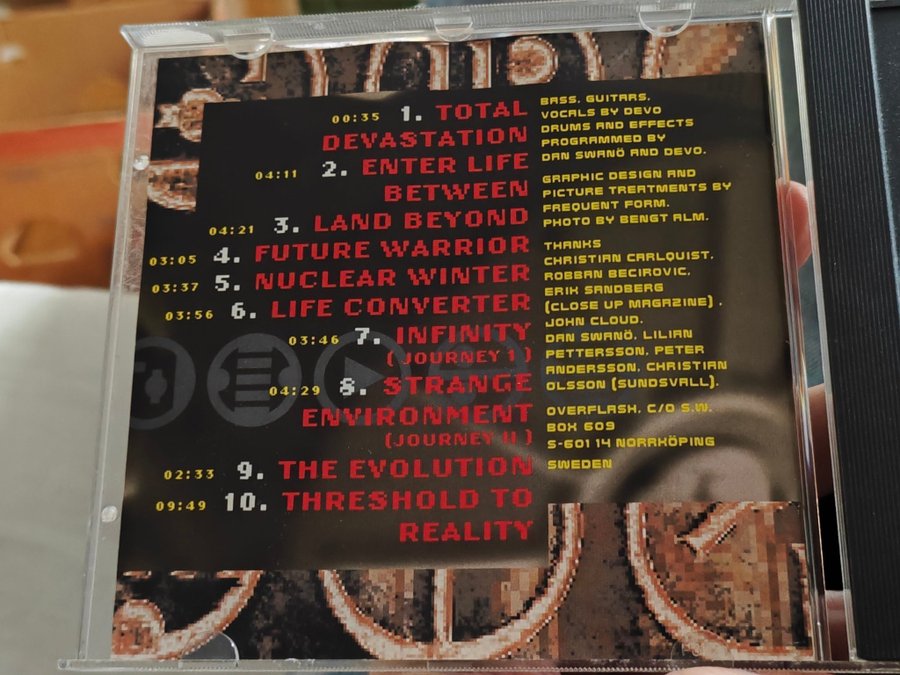 00:35 1. TOTAL
DEVASTATION
04:11 2. ENTER LIFE
BETWEEN
04:21 3. LAND BEYOND
03:05 4. FUTURE WARRIOR
03:37 5. NUCLEAR WINTER
03:56 6. LIFE CONVERTER
03:46 7. INFINITY
( JOURNEY I )
04:29 8. STRANGE
ENVIRONMENT
(JOURNEY II )
02:33 9. THE EVOLUTION
09:49 10. THRESHOLD TO
REALITY
BASS, GUITARS,
VOCALS BY DEVO
DRUMS AND EFFECTS
PROGRAMMED BY
DAN SWANÖ AND DEVO.
GRAPHIC DESIGN AND
PICTURE TREATMENTS BY
FREQUENT FORM.
PHOTO BY BENGT ALM.
THANKS
CHRISTIAN CARLQUIST,
ROBBAN BECIROVIC,
ERIK SANDBERG
(CLOSE UP MAGAZINE) ,
JOHN CLOUD,
DAN SWANÖ, LILIAN
PETTERSSON, PETER
ANDERSSON, CHRISTIAN
OLSSON (SUNDSVALL).
OVERFLASH, C/O S.W.
BOX 609
S-601 14 NORRKÖPING
SWEDEN